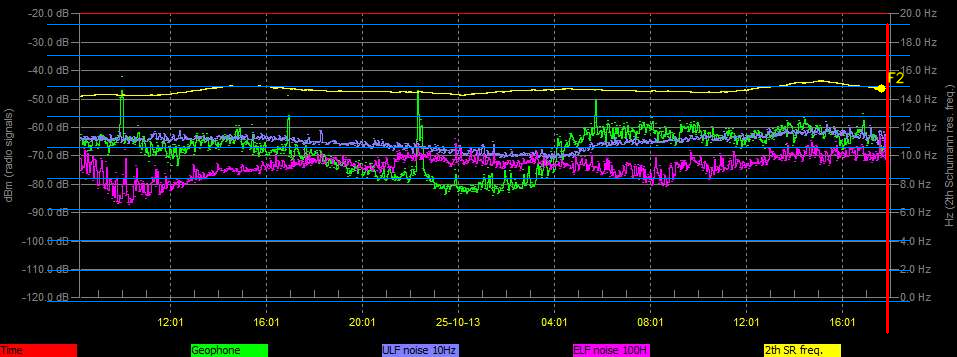 -20.0 dB 20.0 Hz
-30.0 dB 18.0 Hz
-40.0 dB 16.0 Hz
F2
-50.0 dB 14.0 Hz
-60.0 dB 12.0 Hz
-70.0 dB 10.0 Hz
-80.0 dB 8.0 Hz
-90.0 dB 6.0 Hz
-100.0 dB 4.0 Hz
-110.0 dB 2.0 Hz
-120.0 dB 0.0 Hz
dBm (radio signals)
Hz (2th Schumann res. freq.)
12:01 16:01 20:01 25-10-13 04:01 08:01 12:01 16:01
Time Geophone ULF noise 10Hz ELF noise 100H 2th SR freq.